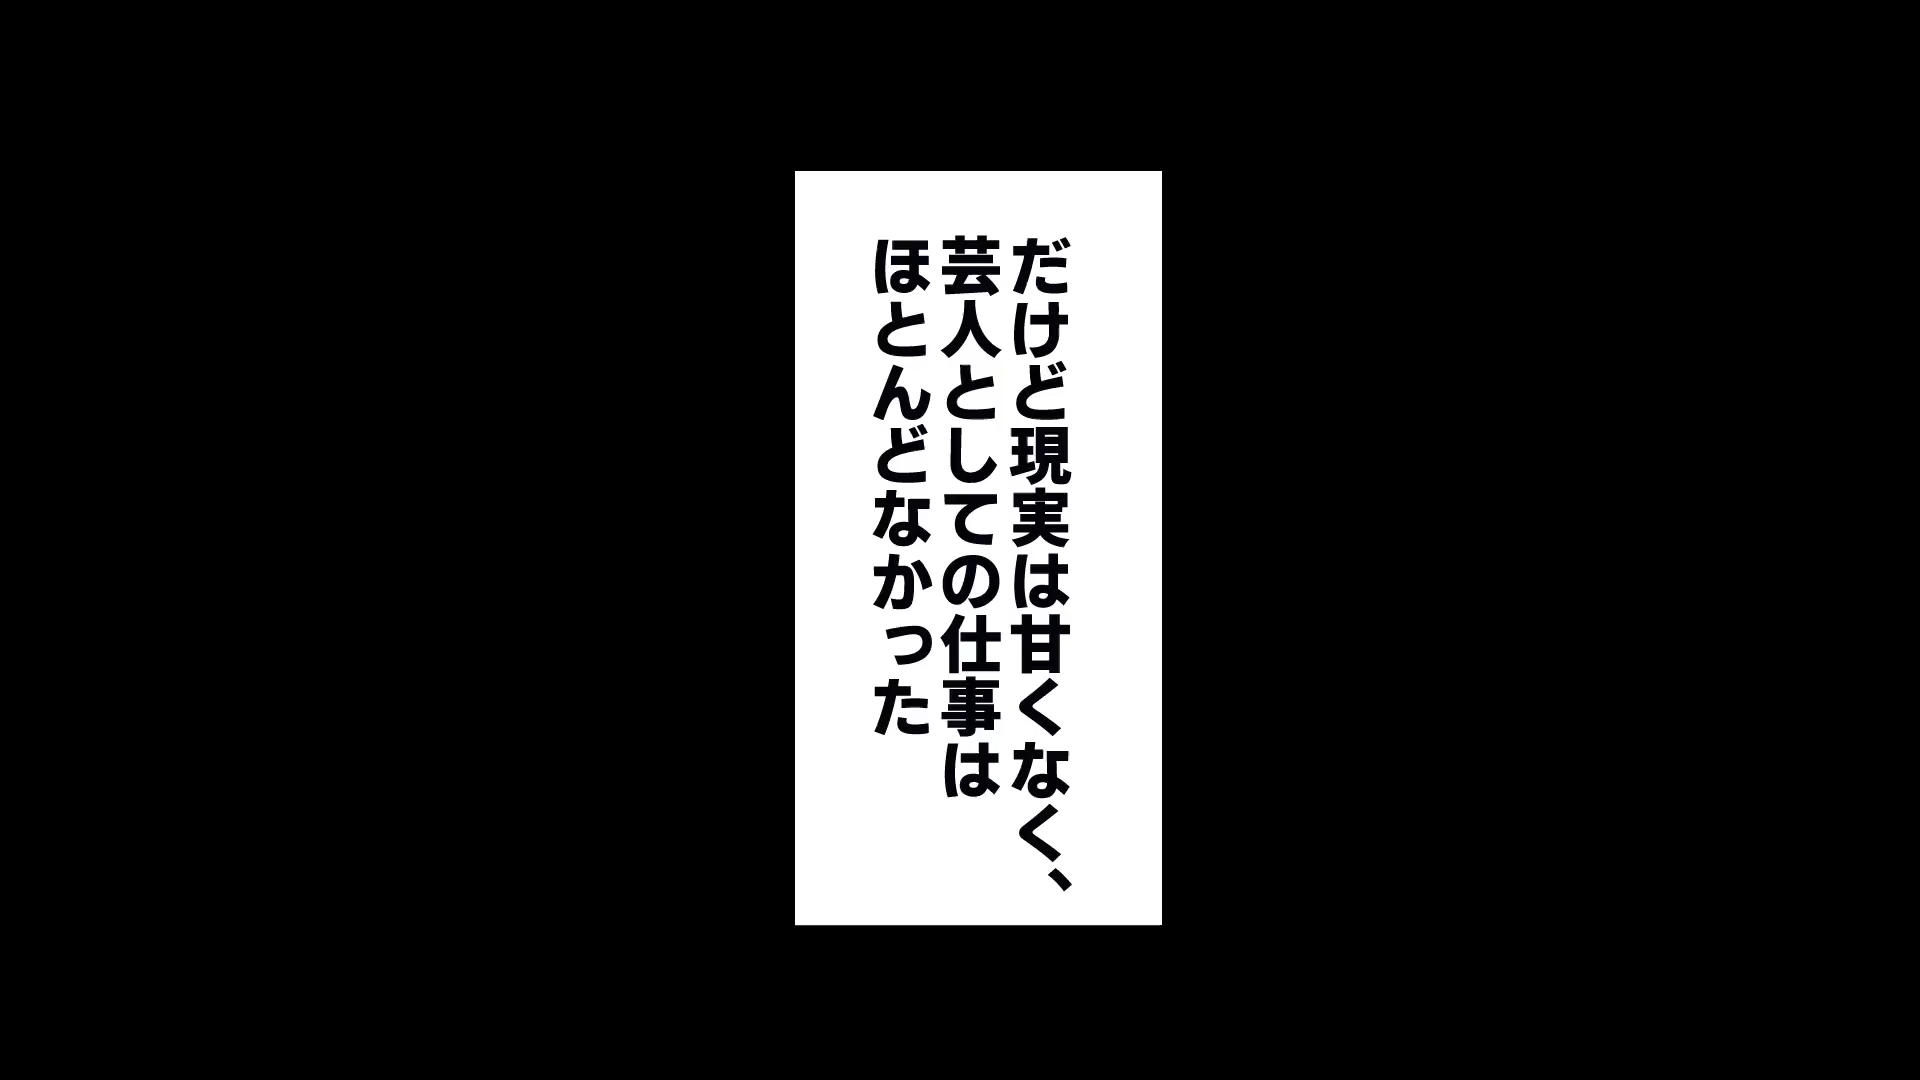 だけど現実は甘くなく、
芸人としての仕事は
ほとんどなかった